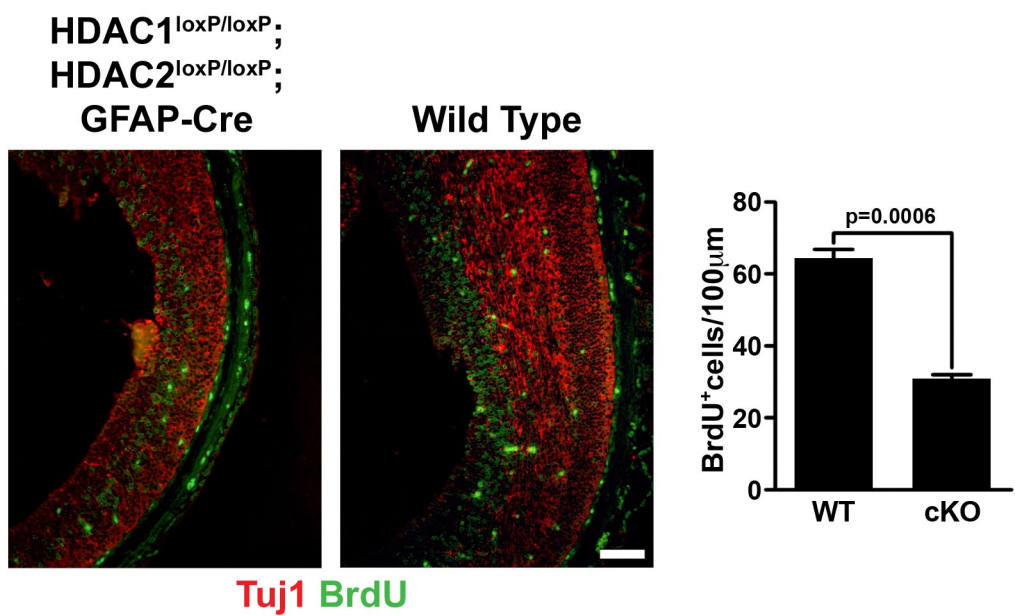 HDAC1loxP/loxP;
HDAC2loxP/loxP;
GFAP-Cre
Wild Type
Tuj1 BrdU
BrdU+cells/100μm
80
60
40
20
0
p=0.0006
WT
cKO